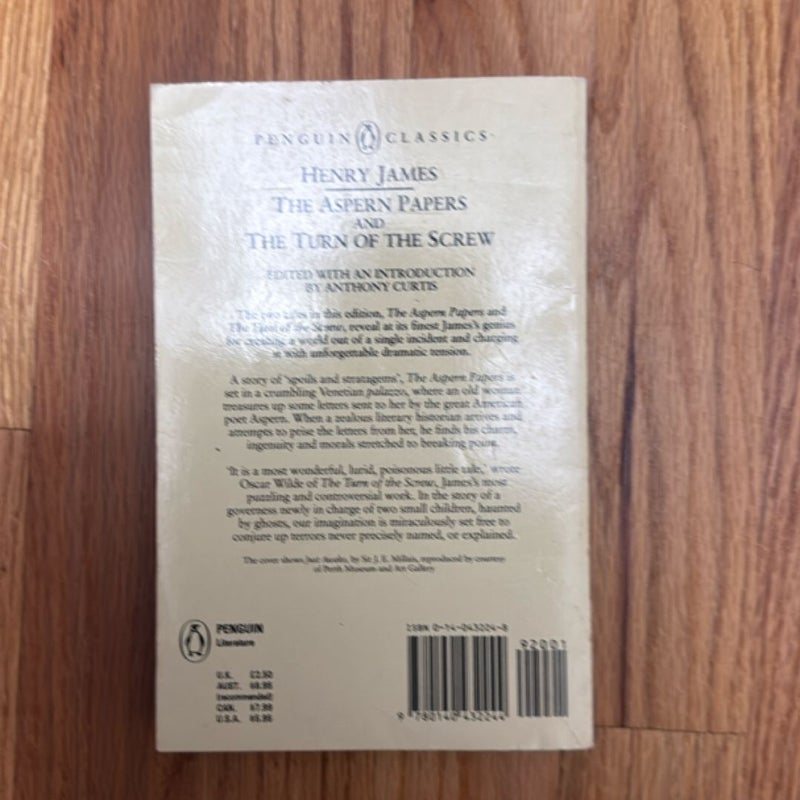 PENGUIN CLASSICS
HENRY JAMES
THE ASPERN PAPERS
AND
THE TURN OF THE SCREW
EDITED WITH AN INTRODUCTION
BY ANTHONY CURTIS
The two tales in this edition, The Aspern Papers and
The Turn of the Screw, reveal at its finest James's genius
for creating a world out of a single incident and charging
it with unforgettable dramatic tension.
A story of 'spoils and stratagems', The Aspern Papers is
set in a crumbling Venetian palazzo, where an old woman
treasures up some letters sent to her by the great American
poet Aspern. When a zealous literary historian arrives and
attempts to prise the letters from her, he finds his charm,
ingenuity and morals stretched to breaking point.
'It is a most wonderful, lurid, poisonous little tale,' wrote
Oscar Wilde of The Turn of the Screw, James's most
puzzling and controversial work. In the story of a
governess newly in charge of two small children, haunted
by ghosts, our imagination is miraculously set free to
conjure up terrors never precisely named, or explained.
The cover shows Just Awake, by Sir J. E. Millais, reproduced by courtesy
of Perth Museum and Art Gallery
PENGUIN
Literature
ISBN 0-14-043224-8
92001
U.K. £2.50
AUST. $8.95
(recommended)
CAN. $7.95
U.S.A. $5.95
9 780140 432244